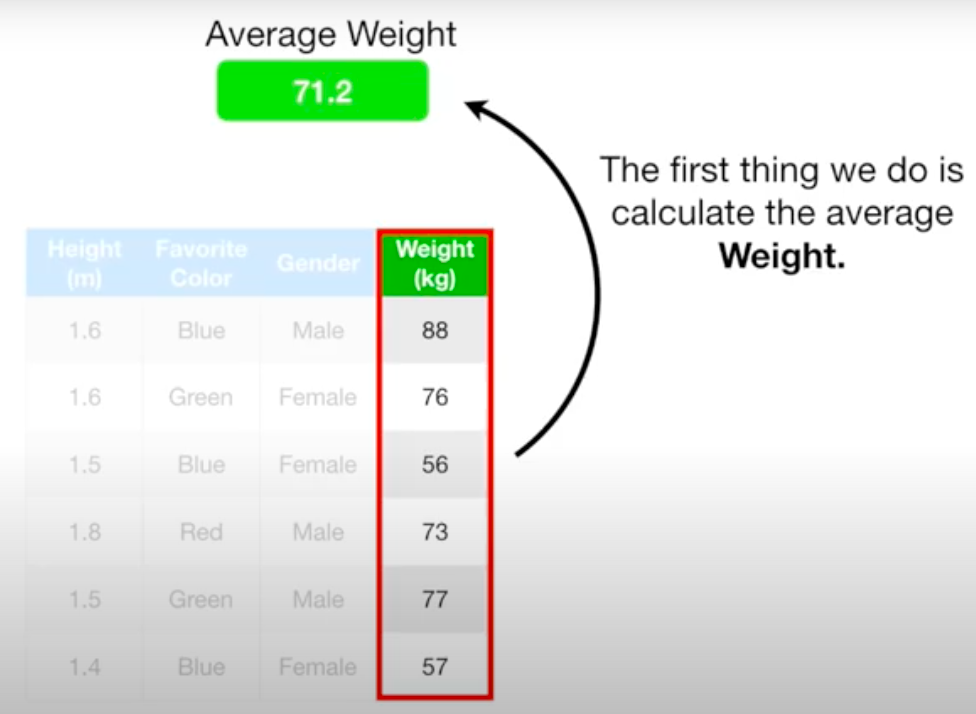 Average Weight
71.2
The first thing we do is
calculate the average
Weight.
Height (m) Favorite Color Gender Weight (kg)
1.6 Blue Male 88
1.6 Green Female 76
1.5 Blue Female 56
1.8 Red Male 73
1.5 Green Male 77
1.4 Blue Female 57